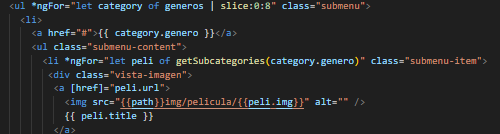 <ul *ngFor="let category of generos | slice:0:8" class="submenu">
<li>
<a href="#">{{ category.genero }}</a>
<ul class="submenu-content">
<li *ngFor="let peli of getSubcategories(category.genero)" class="submenu-item">
<div class="vista-imagen">
<a [href]="peli.url">
<img src="{{path}}img/pelicula/{{peli.img}}" alt="" />
{{ peli.title }}
</a>